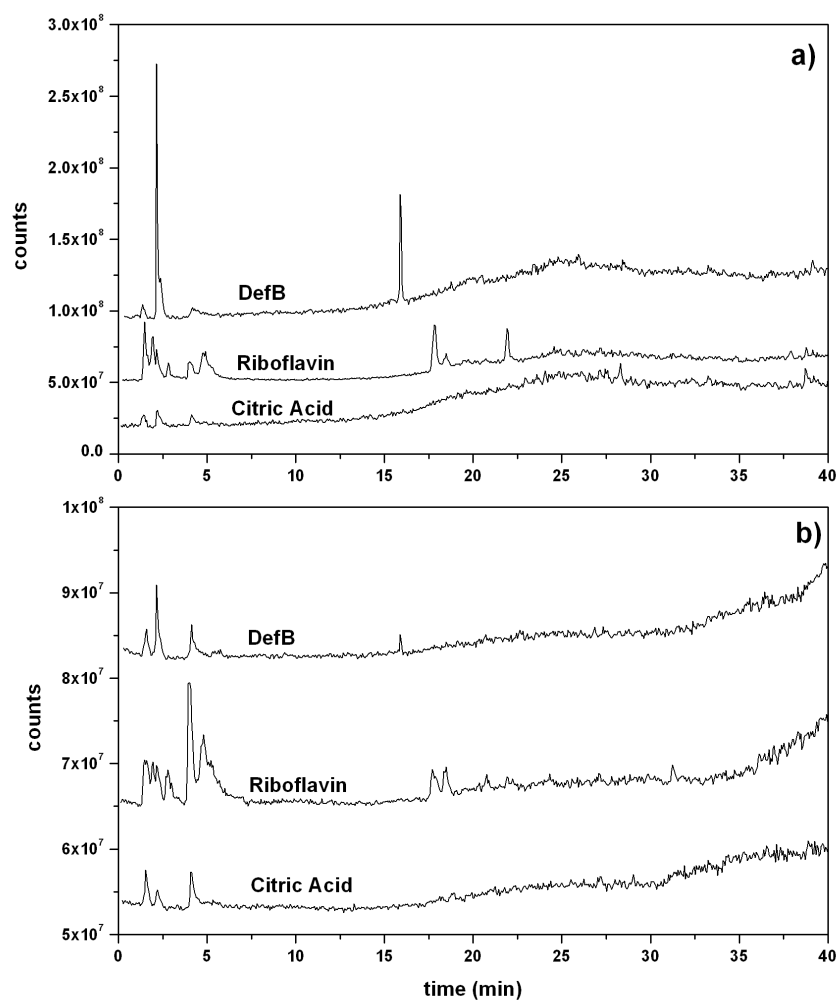 a)
3.0x10⁸
2.5x10⁸
2.0x10⁸
1.5x10⁸
1.0x10⁸
5.0x10⁷
0.0
counts
DefB
Riboflavin
Citric Acid
0 5 10 15 20 25 30 35 40
b)
1x10⁸
9x10⁷
8x10⁷
7x10⁷
6x10⁷
5x10⁷
counts
DefB
Riboflavin
Citric Acid
0 5 10 15 20 25 30 35 40
time (min)